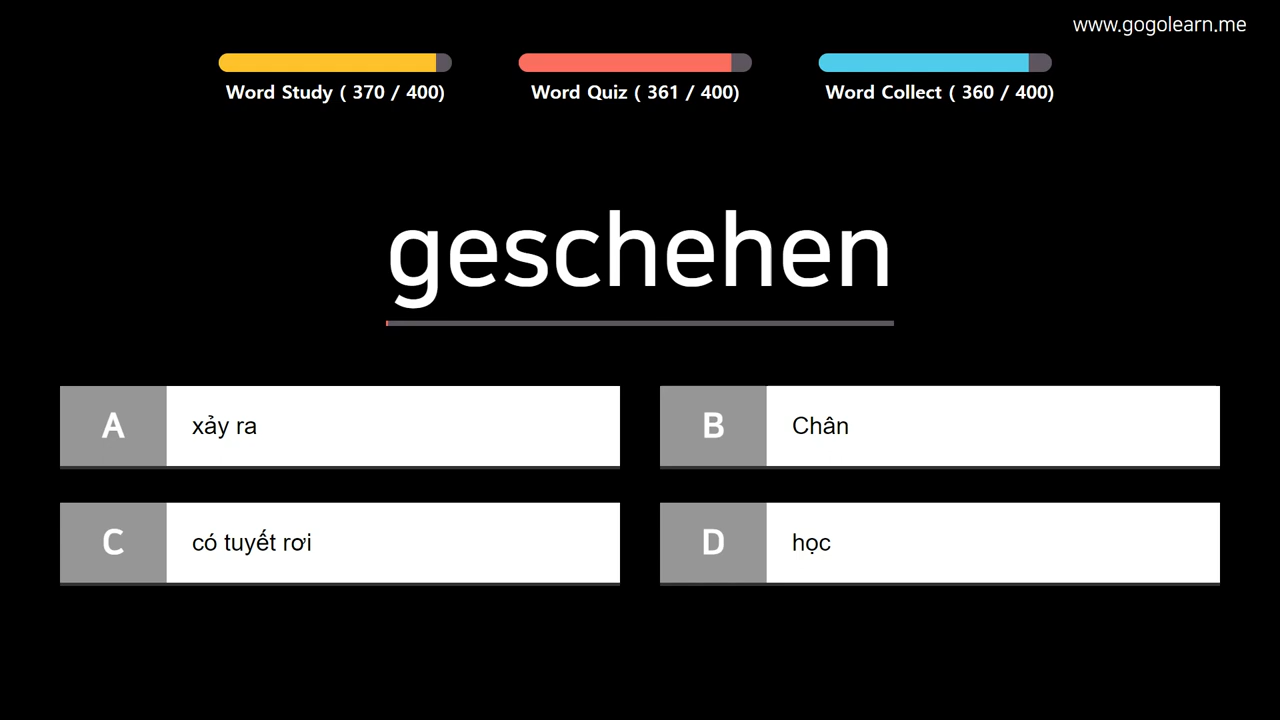 www.gogolearn.me
Word Study ( 370 / 400)
Word Quiz ( 361 / 400)
Word Collect ( 360 / 400)
geschehen
A xảy ra
B Chân
C có tuyết rơi
D học